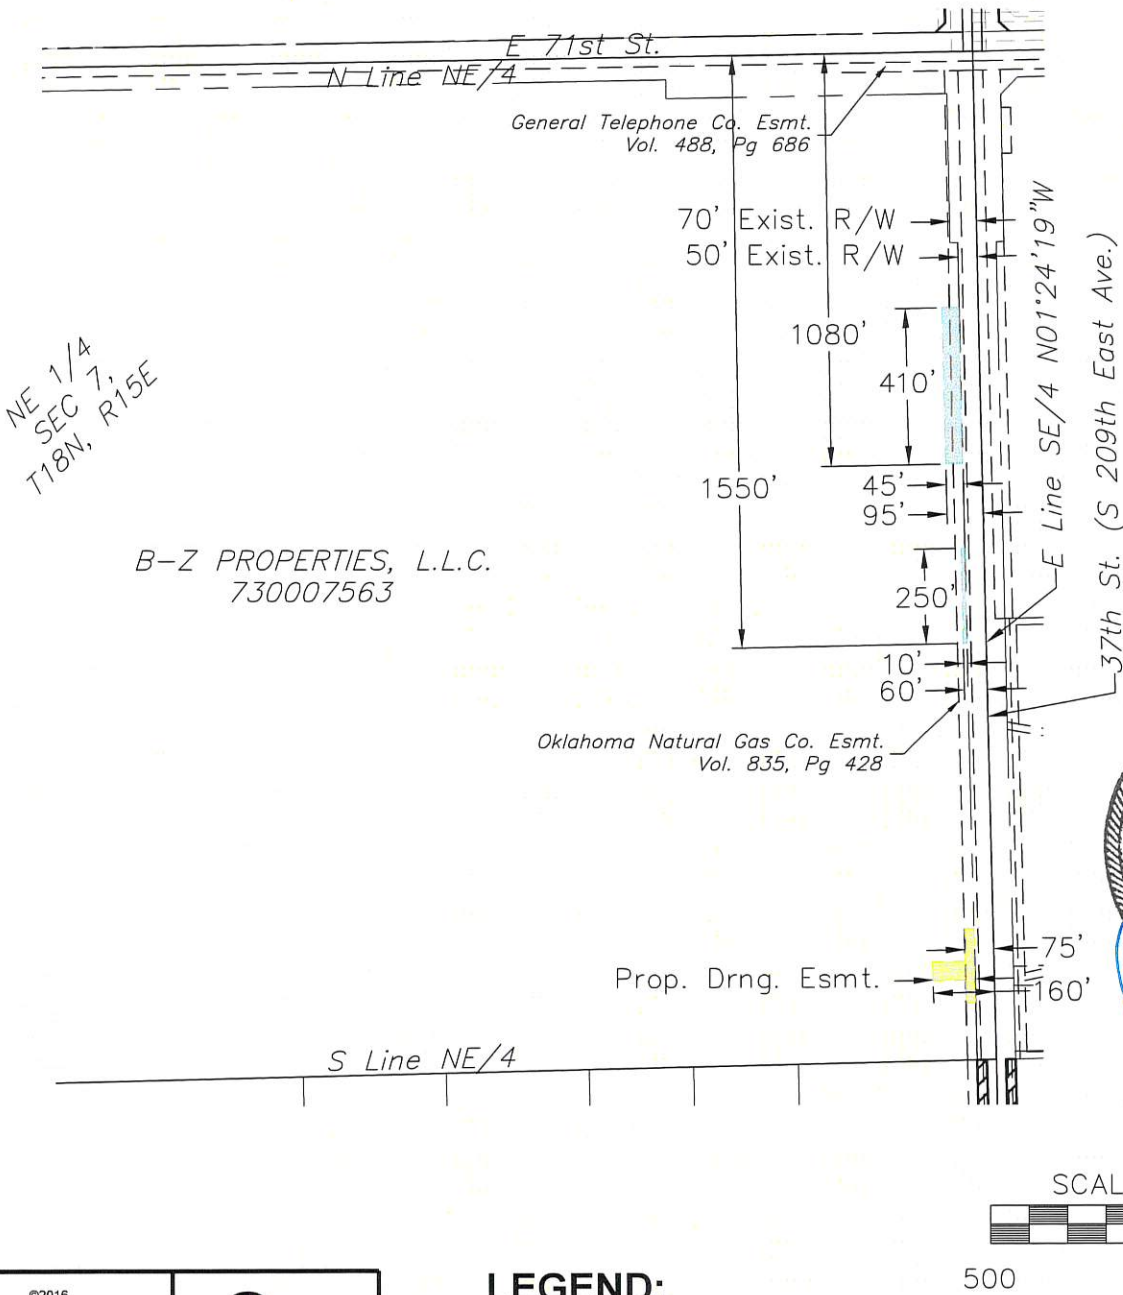 E 71st St.
N Line NE/4
General Telephone Co. Esmt.
Vol. 488, Pg 686
70' Exist. R/W
50' Exist. R/W
1080'
410'
1550'
45'
95'
NE 1/4
SEC 7,
T18N, R15E
E Line SE/4 N01°24'19"W
37th St. (S 209th East Ave.)
B-Z PROPERTIES, L.L.C.
730007563
250'
10'
60'
Oklahoma Natural Gas Co. Esmt.
Vol. 835, Pg 428
75'
Prop. Drng. Esmt.
160'
S Line NE/4
SCAL
500
©2016
LEGEND: